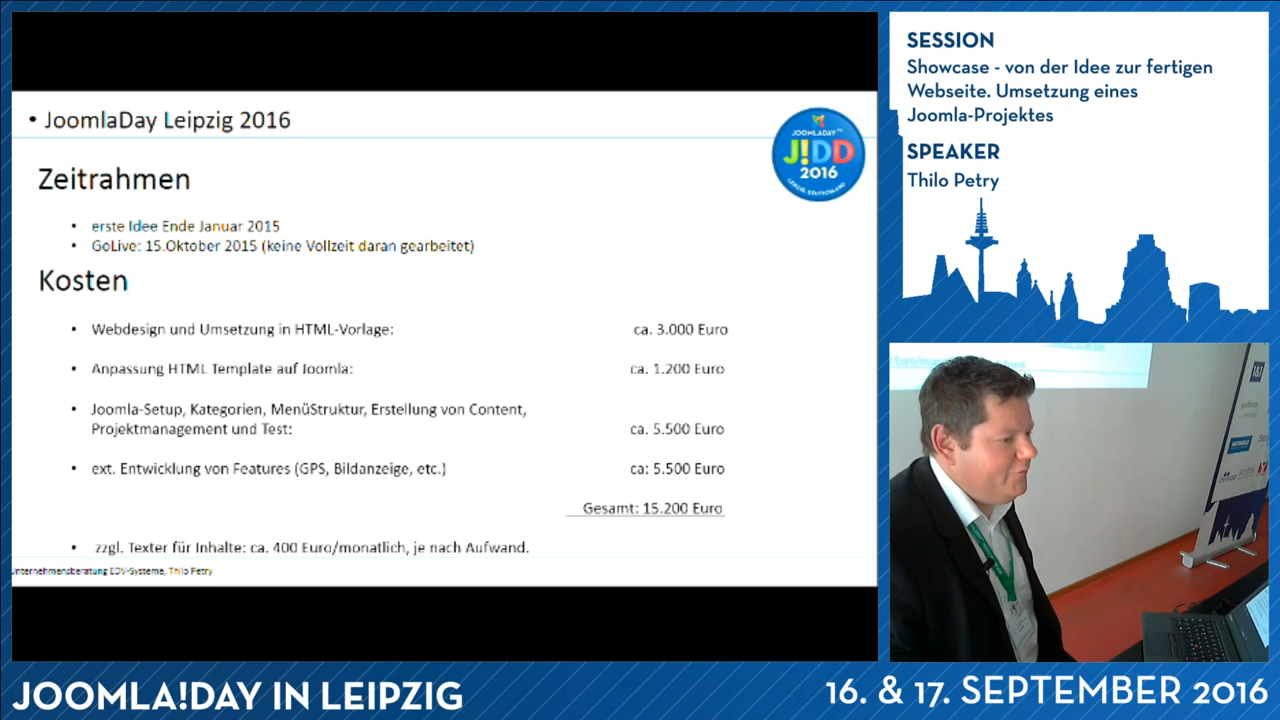 • JoomlaDay Leipzig 2016
JOOMLADAY™
J!DD
2016
LEIPZIG, DEUTSCHLAND
Zeitrahmen
• erste Idee Ende Januar 2015
• GoLive: 15.Oktober 2015 (keine Vollzeit daran gearbeitet)
Kosten
• Webdesign und Umsetzung in HTML-Vorlage: ca. 3.000 Euro
• Anpassung HTML Template auf Joomla: ca. 1.200 Euro
• Joomla-Setup, Kategorien, MenüStruktur, Erstellung von Content,
Projektmanagement und Test: ca. 5.500 Euro
• ext. Entwicklung von Features (GPS, Bildanzeige, etc.) ca: 5.500 Euro
Gesamt: 15.200 Euro
• zzgl. Texter für Inhalte: ca. 400 Euro/monatlich, je nach Aufwand.
Unternehmensberatung EDV-Systeme, Thilo Petry
SESSION
Showcase - von der Idee zur fertigen
Webseite. Umsetzung eines
Joomla-Projektes
SPEAKER
Thilo Petry
1&1
JOOMLA!DAY IN LEIPZIG
16. & 17. SEPTEMBER 2016